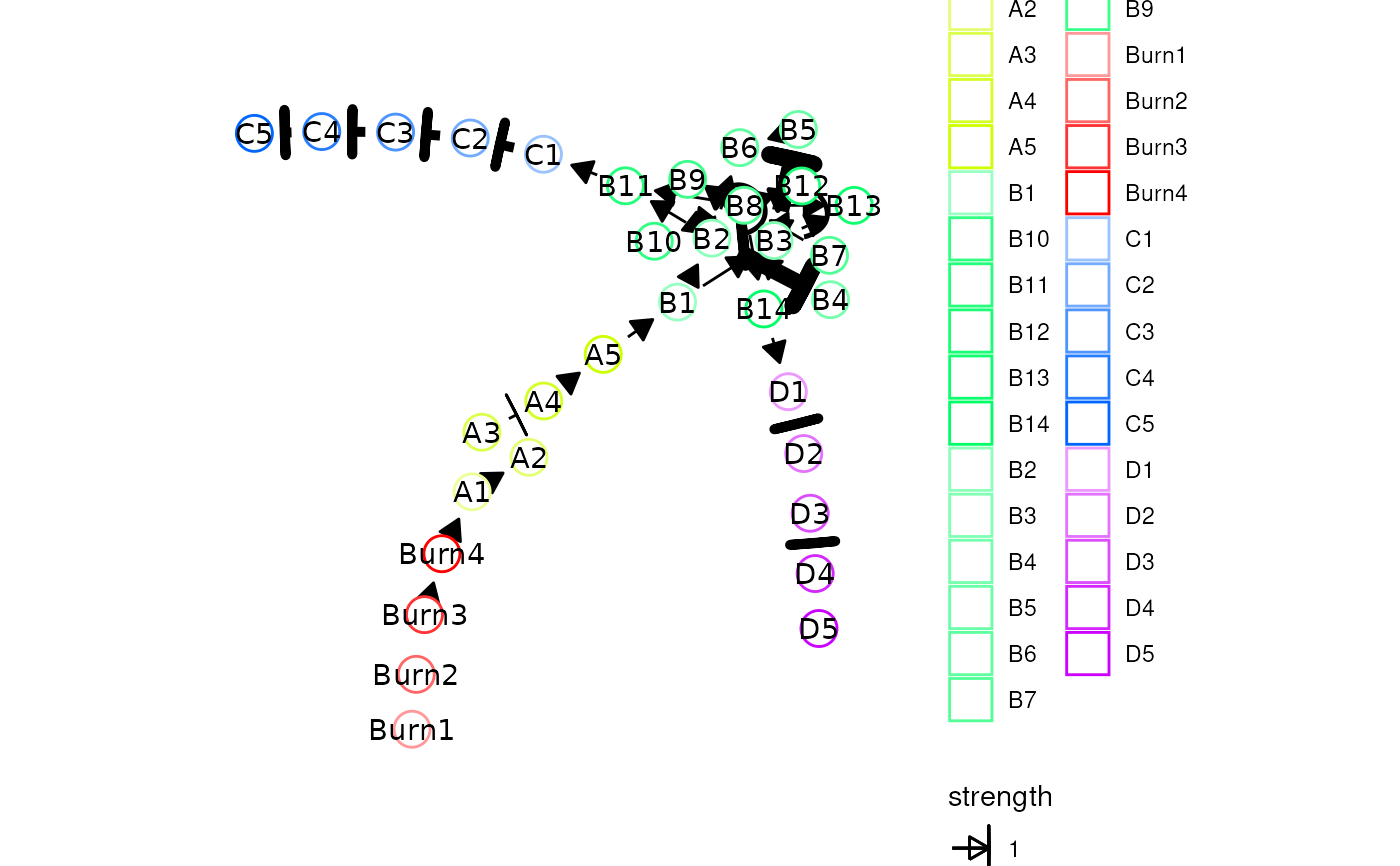 A2 B9
A3 Burn1
A4 Burn2
A5 Burn3
B1 Burn4
B10 C1
B11 C2
B12 C3
B13 C4
B14 C5
B2 D1
B3 D2
B4 D3
B5 D4
B6 D5
B7
strength
1
C5 C4 C3 C2 C1
B5
B6
B9
B11 B12
B8 B13
B10 B2 B3
B7
B1 B14 B4
A5
D1
A4
A3
A2 D2
A1
D3
Burn4
D4
Burn3
D5
Burn2
Burn1